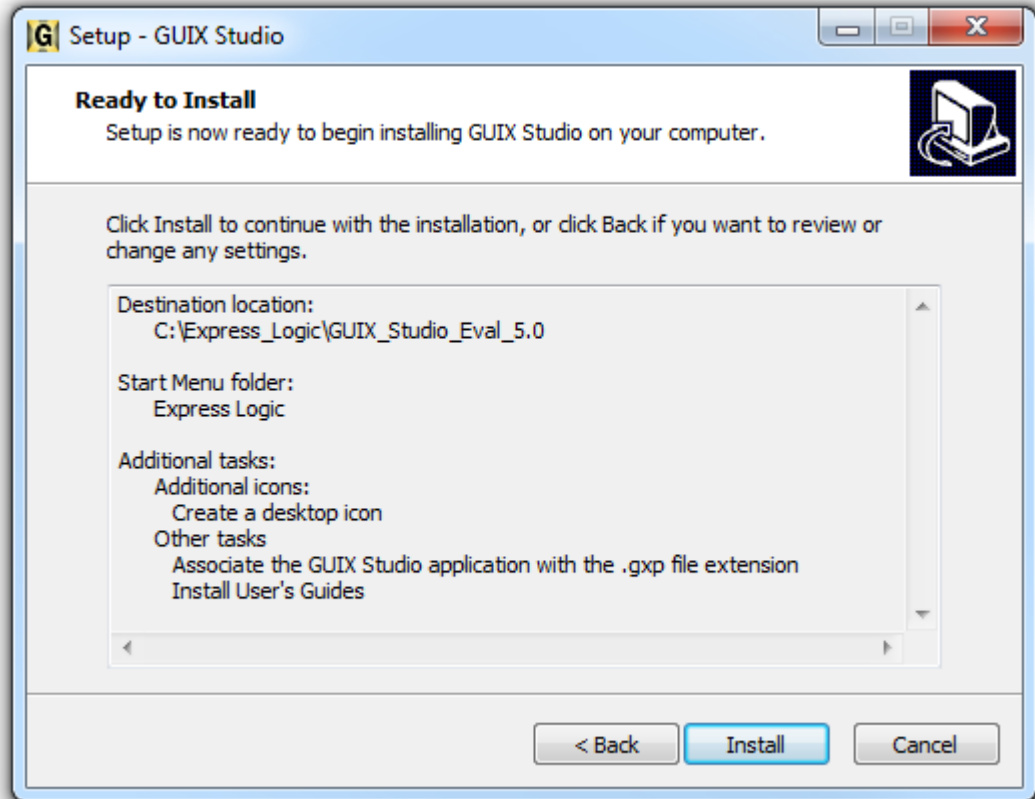 G Setup - GUIX Studio
Ready to Install
Setup is now ready to begin installing GUIX Studio on your computer.
Click Install to continue with the installation, or click Back if you want to review or
change any settings.
Destination location:
C:\Express_Logic\GUIX_Studio_Eval_5.0
Start Menu folder:
Express Logic
Additional tasks:
Additional icons:
Create a desktop icon
Other tasks
Associate the GUIX Studio application with the .gxp file extension
Install User's Guides
< Back Install Cancel